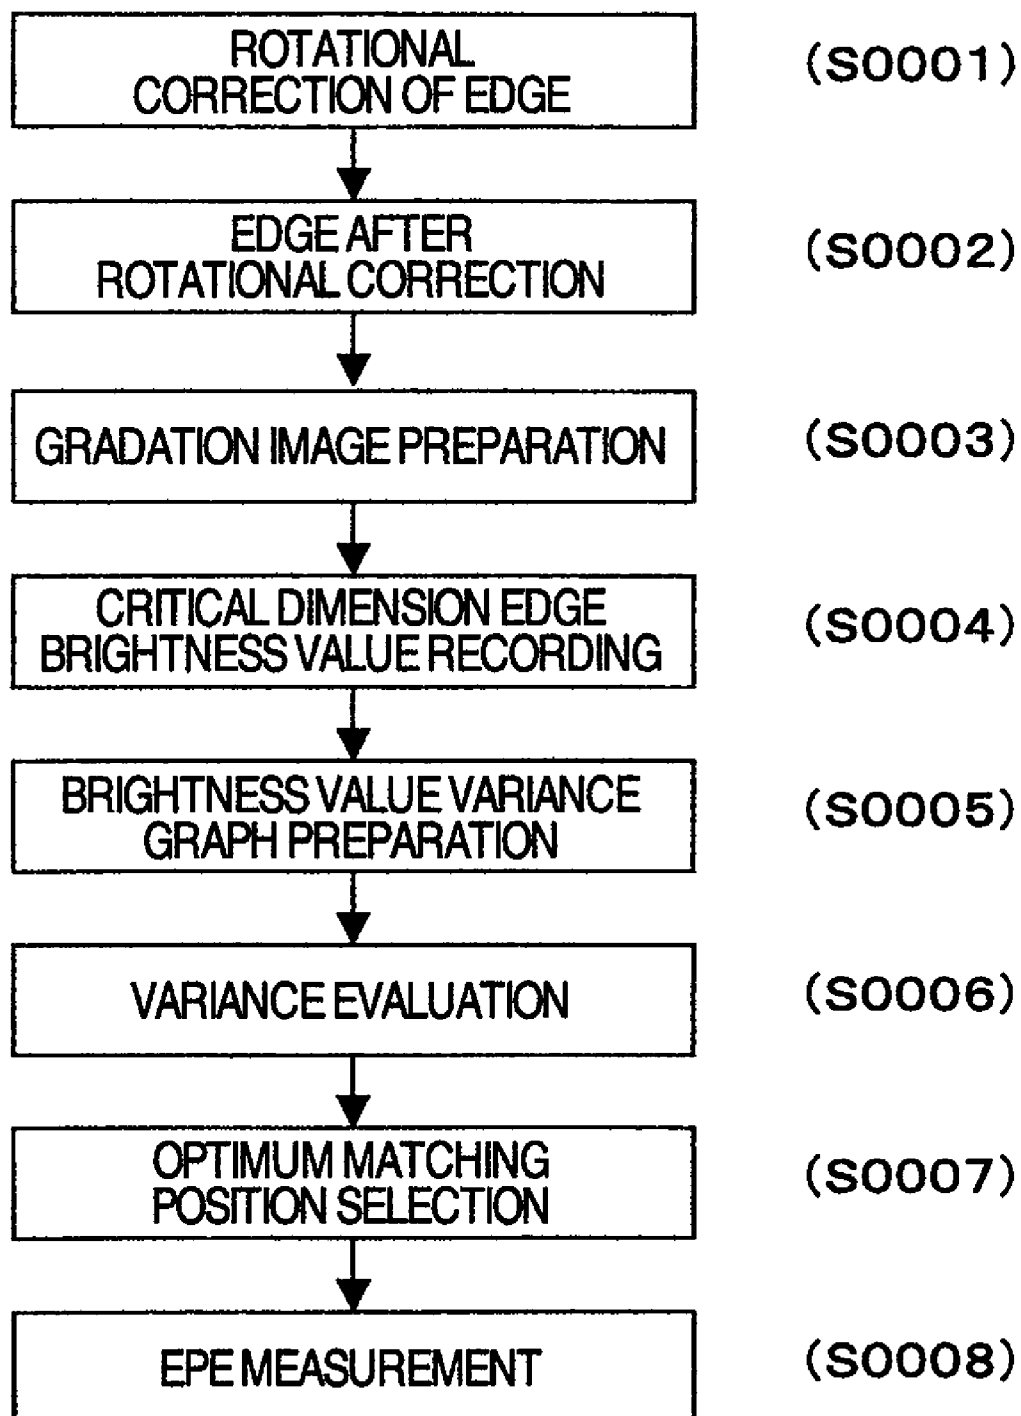 ROTATIONAL
CORRECTION OF EDGE
(S0001)
EDGE AFTER
ROTATIONAL CORRECTION
(S0002)
GRADATION IMAGE PREPARATION
(S0003)
CRITICAL DIMENSION EDGE
BRIGHTNESS VALUE RECORDING
(S0004)
BRIGHTNESS VALUE VARIANCE
GRAPH PREPARATION
(S0005)
VARIANCE EVALUATION
(S0006)
OPTIMUM MATCHING
POSITION SELECTION
(S0007)
EPE MEASUREMENT
(S0008)